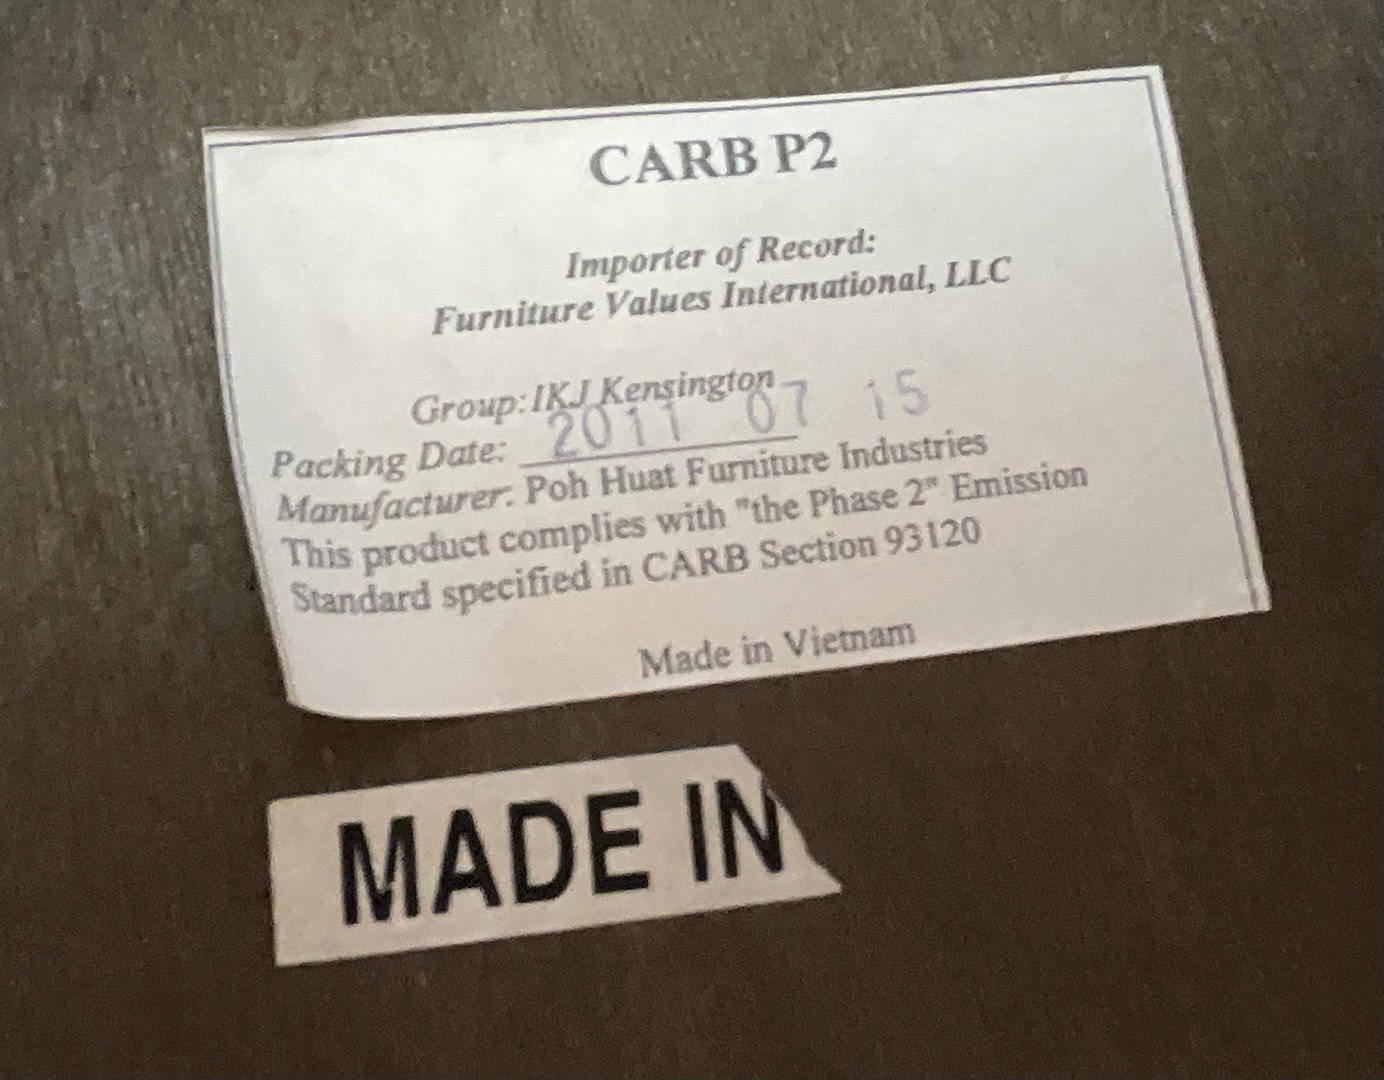 CARB P2
Importer of Record:
Furniture Values International, LLC
Group: IKJ Kensington
Packing Date: 2011 07 15
Manufacturer: Poh Huat Furniture Industries
This product complies with "the Phase 2" Emission
Standard specified in CARB Section 93120
Made in Vietnam
MADE IN